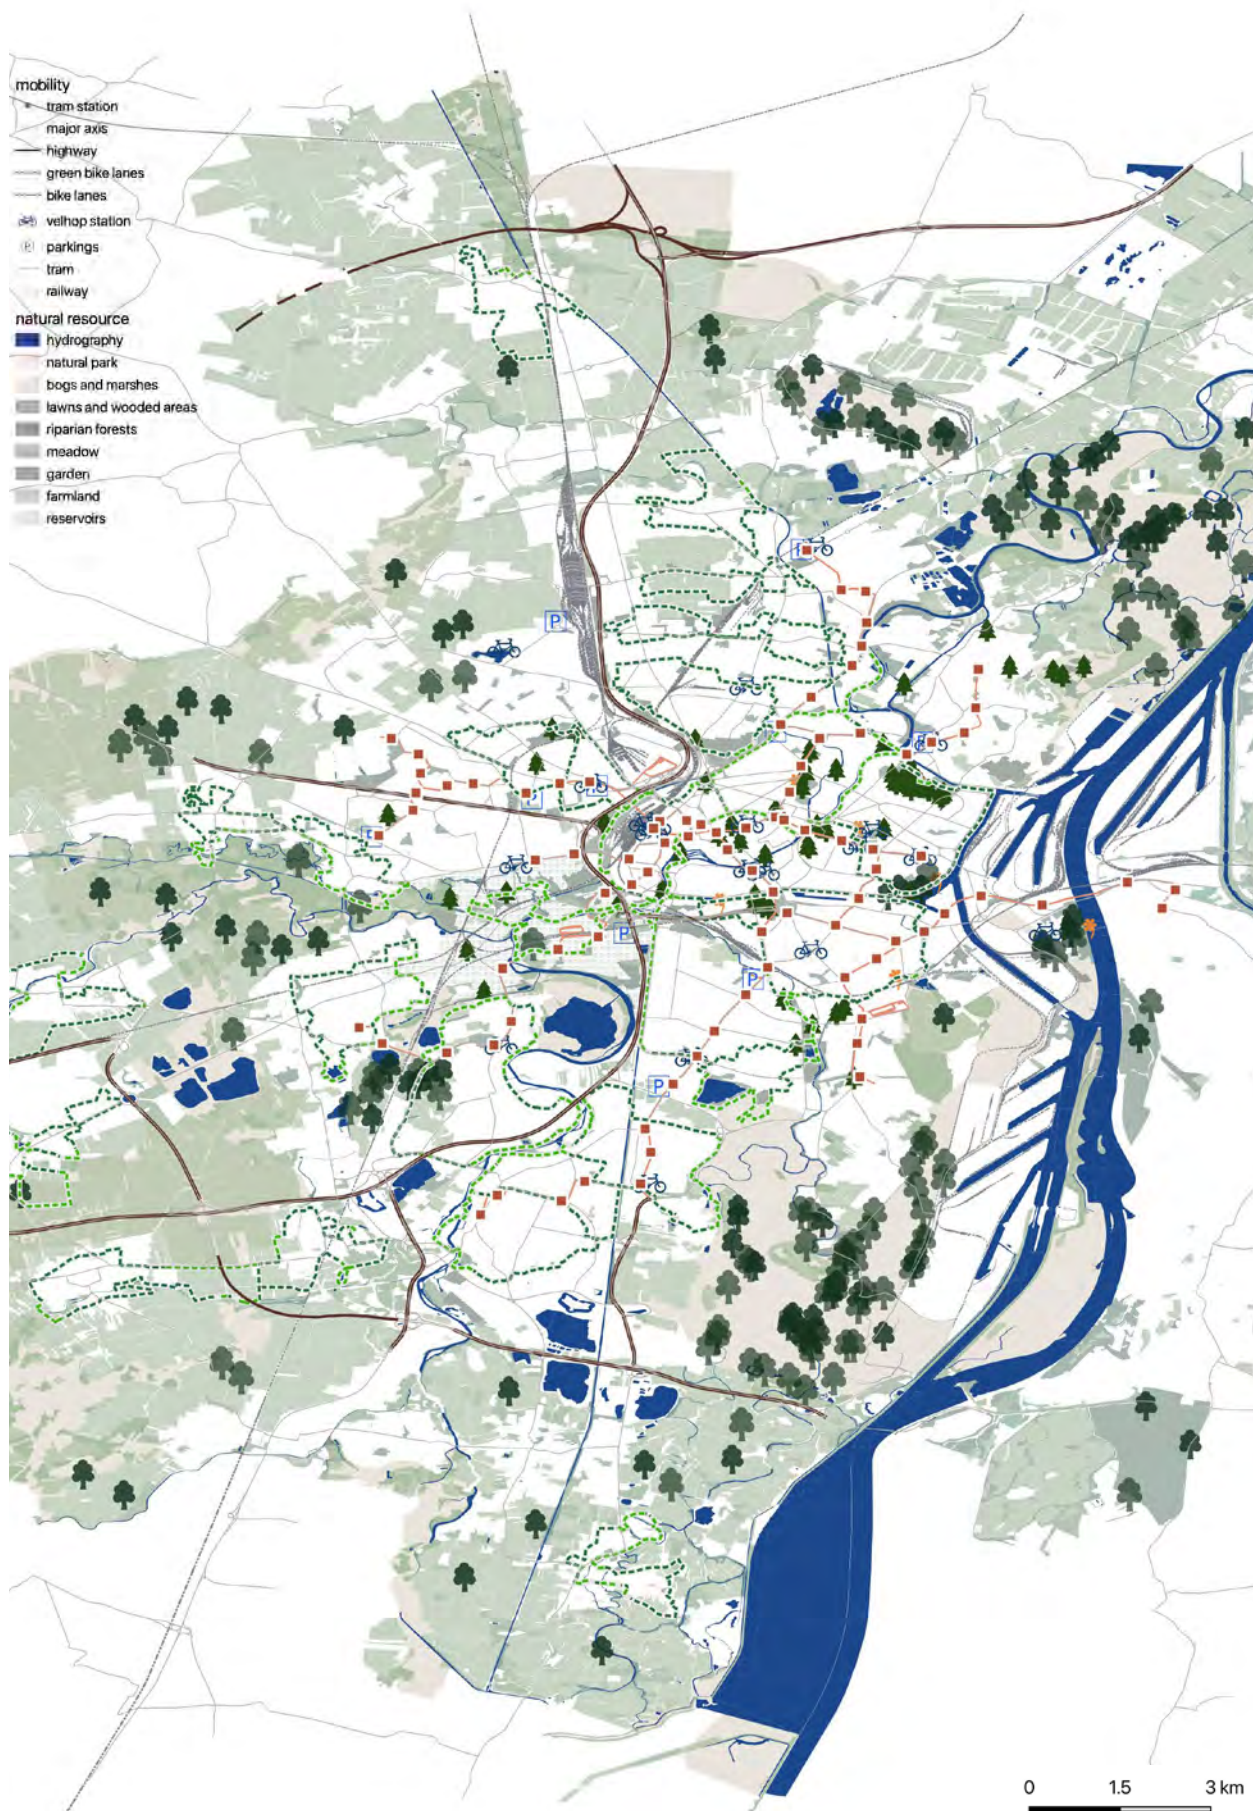 mobility
tram station
major axis
highway
green bike lanes
bike lanes
velhop station
P parkings
tram
railway
natural resource
hydrography
natural park
bogs and marshes
lawns and wooded areas
riparian forests
meadow
garden
farmland
reservoirs
P
P
P
P
0 1.5 3 km